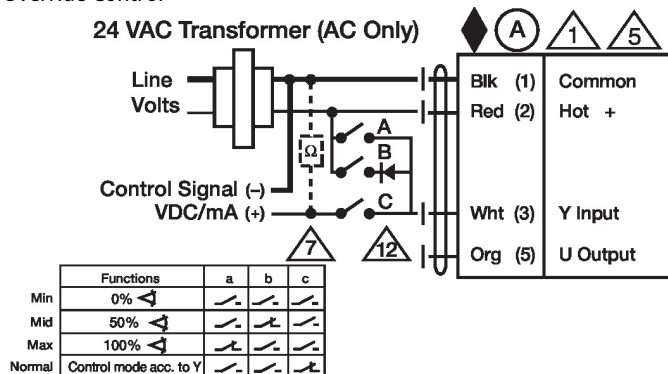 24 VAC Transformer (AC Only)
A
1
5
Line
Volts
Blk (1) Common
Red (2) Hot +
A
Ω
B
Control Signal (–)
VDC/mA (+)
C
Wht (3) Y Input
7
12
Org (5) U Output
Functions a b c
Min 0%
Mid 50%
Max 100%
Normal Control mode acc. to Y